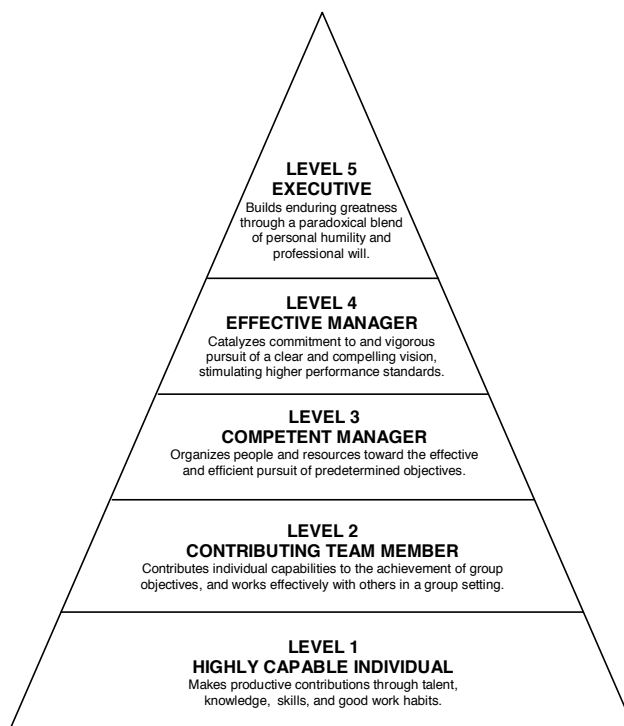 LEVEL 5
EXECUTIVE
Builds enduring greatness
through a paradoxical blend
of personal humility and
professional will.
LEVEL 4
EFFECTIVE MANAGER
Catalyzes commitment to and vigorous
pursuit of a clear and compelling vision,
stimulating higher performance standards.
LEVEL 3
COMPETENT MANAGER
Organizes people and resources toward the effective
and efficient pursuit of predetermined objectives.
LEVEL 2
CONTRIBUTING TEAM MEMBER
Contributes individual capabilities to the achievement of group
objectives, and works effectively with others in a group setting.
LEVEL 1
HIGHLY CAPABLE INDIVIDUAL
Makes productive contributions through talent,
knowledge, skills, and good work habits.